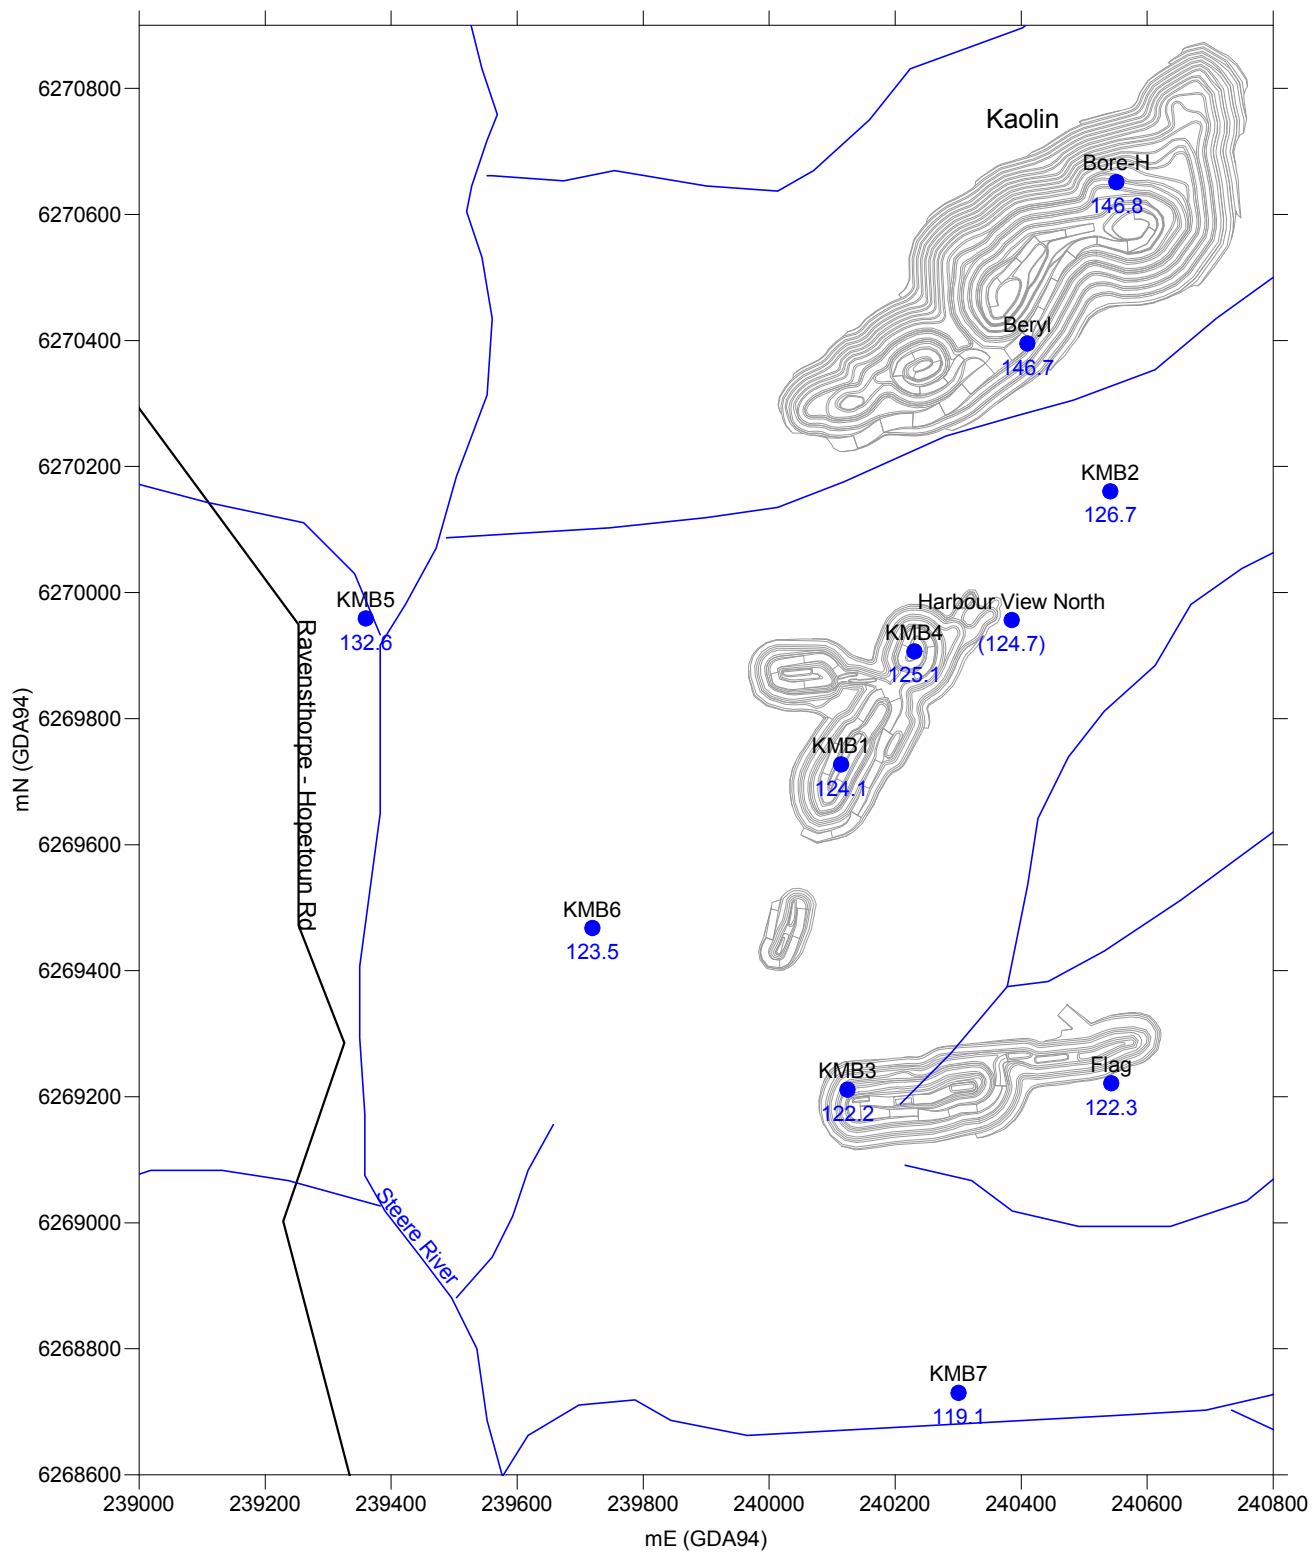 6270800
Kaolin
Bore-H
146.8
6270600
Beryl
146.7
6270400
6270200
KMB2
126.7
6270000
KMB5
132.6
Harbour View North
(124.7)
KMB4
125.1
Ravensthorpe - Hopetoun Rd
mN (GDA94)
6269800
KMB1
124.1
6269600
KMB6
123.5
6269400
KMB3
122.2
Flag
122.3
6269200
Steere River
6269000
6268800
KMB7
119.1
6268600
239000 239200 239400 239600 239800 240000 240200 240400 240600 240800
mE (GDA94)